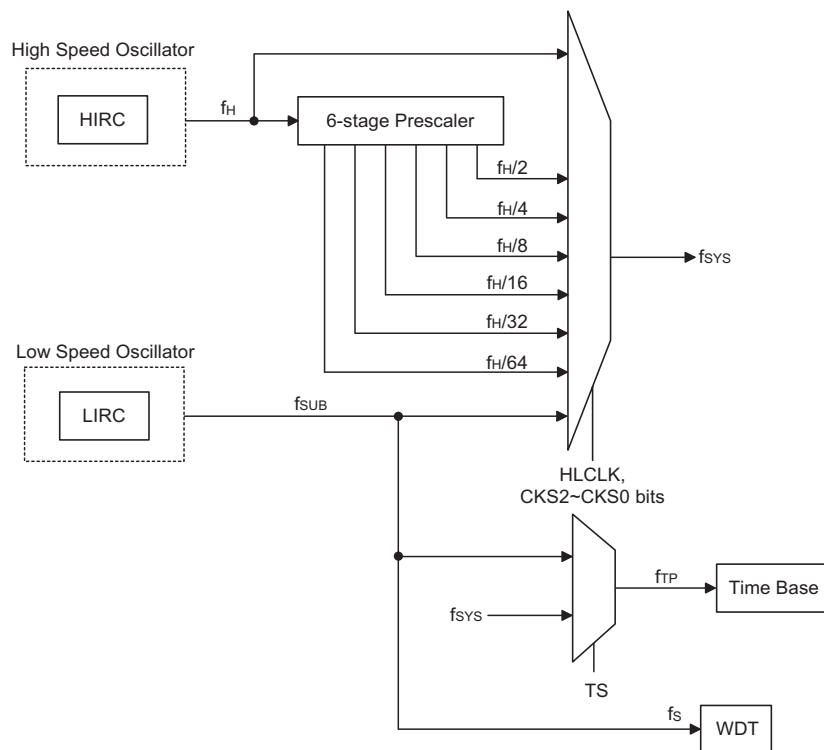 High Speed Oscillator
HIRC
fH
6-stage Prescaler
fH/2
fH/4
fH/8
fH/16
fH/32
fH/64
fSYS
Low Speed Oscillator
LIRC
fSUB
HLCLK,
CKS2~CKS0 bits
fTP
Time Base
fSYS
TS
fS
WDT